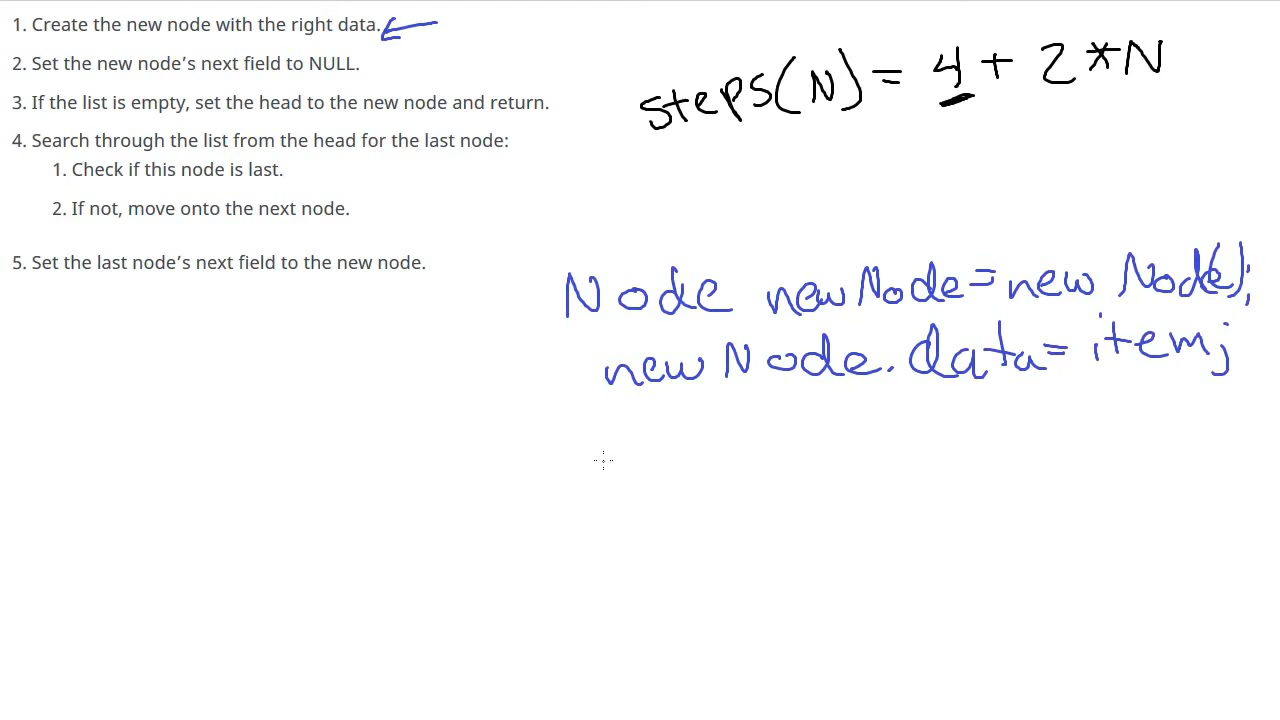 1. Create the new node with the right data.
2. Set the new node’s next field to NULL.
3. If the list is empty, set the head to the new node and return.
4. Search through the list from the head for the last node:
1. Check if this node is last.
2. If not, move onto the next node.
5. Set the last node’s next field to the new node.
steps(N) = 4 + 2 * N
Node newNode = new Node();
newNode.data = item;